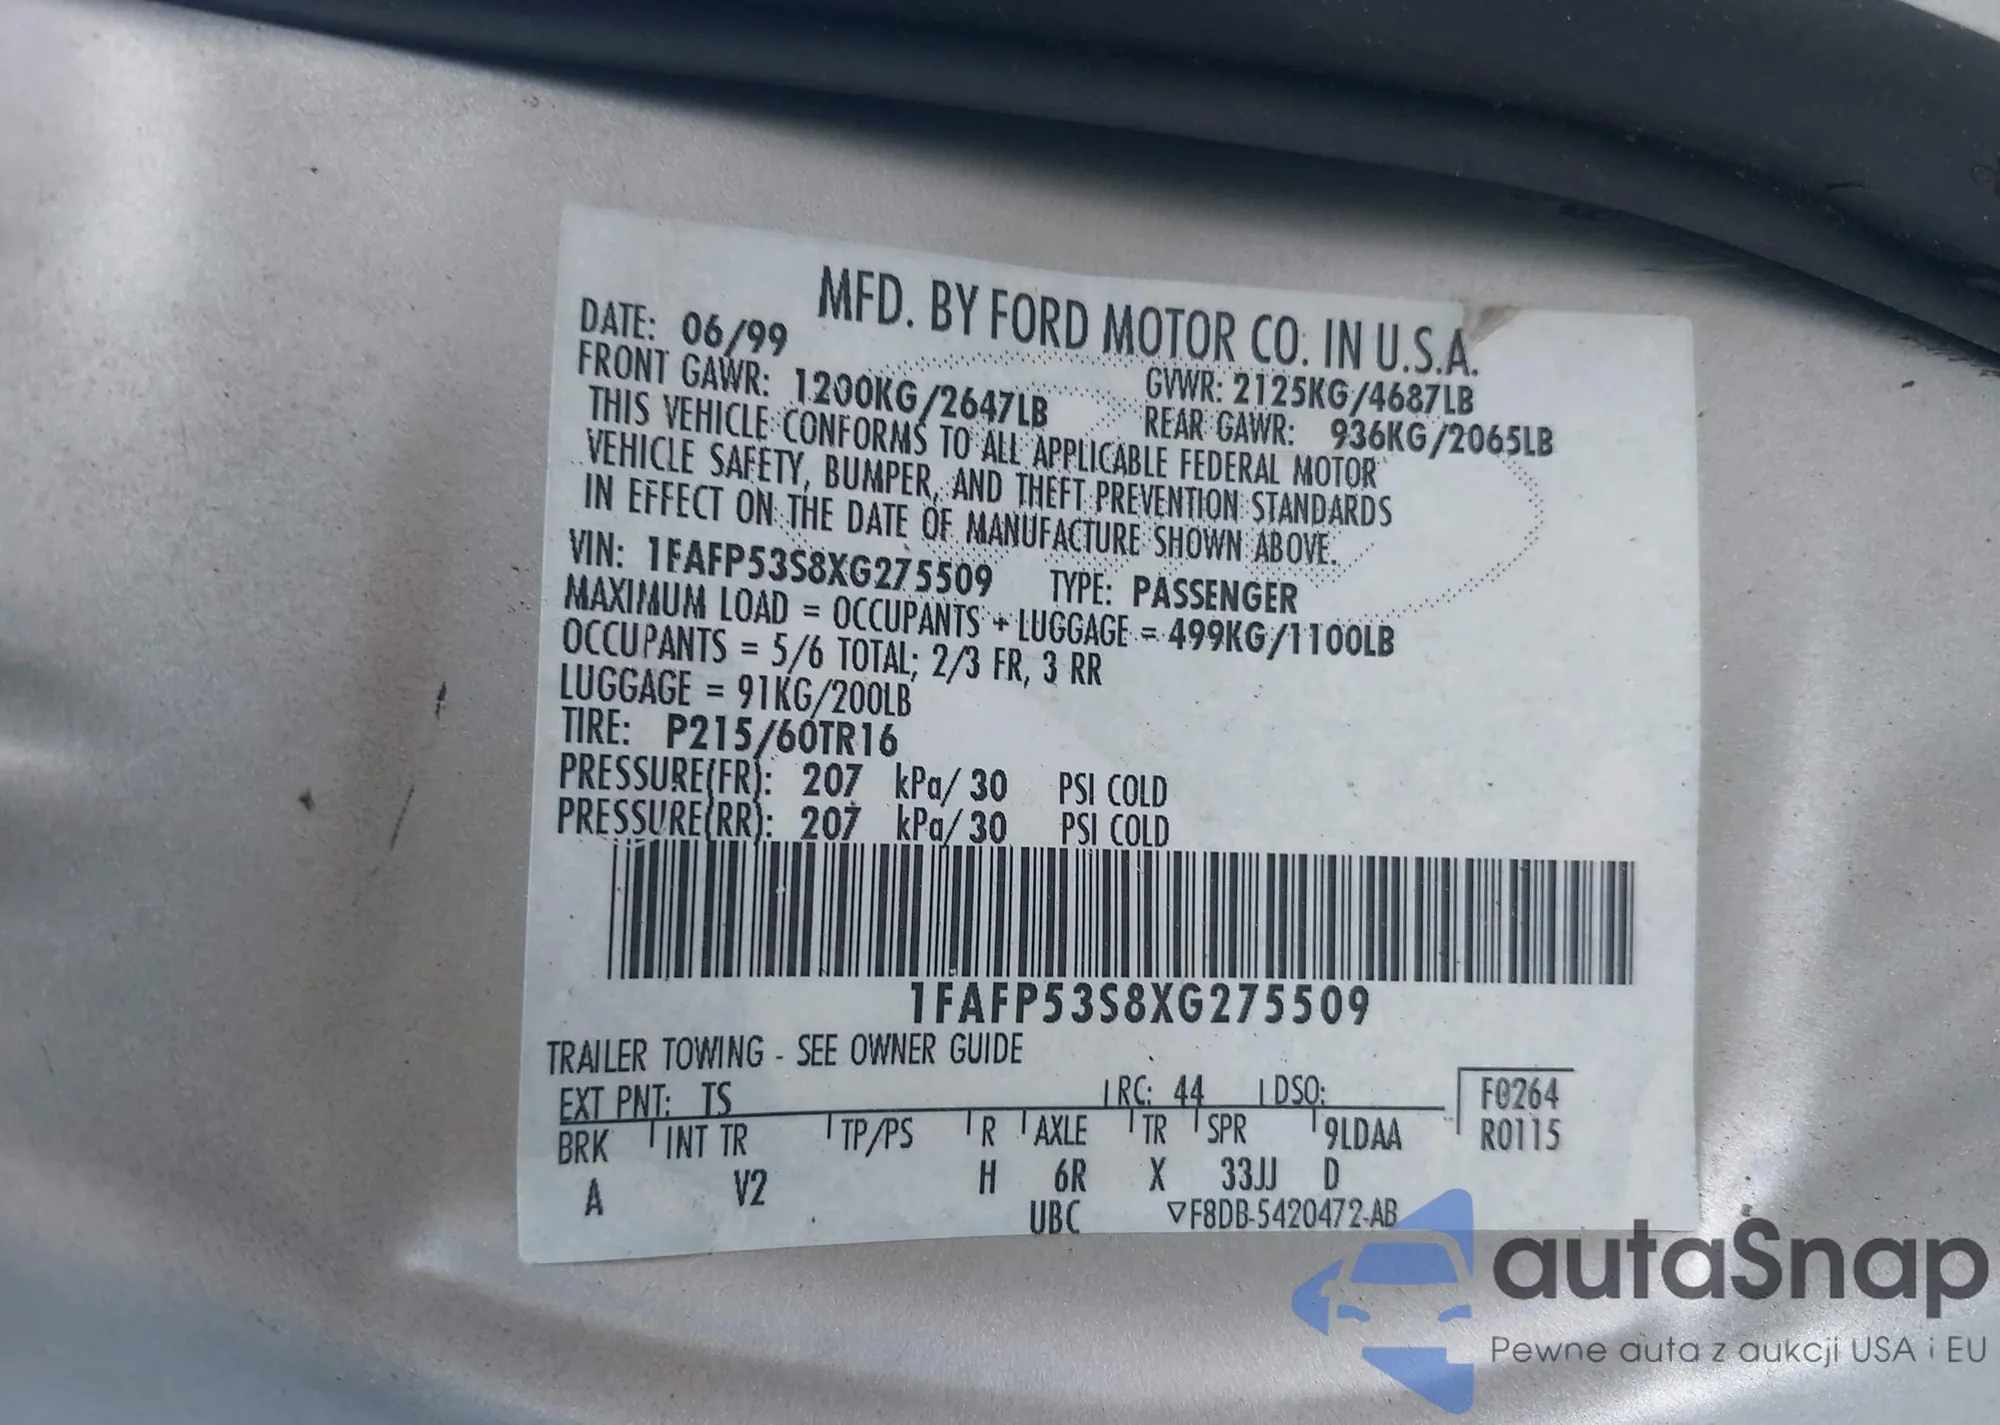 MFD. BY FORD MOTOR CO. IN U.S.A.
DATE: 06/99
GVWR: 2125KG/4687LB
FRONT GAWR: 1200KG/2647LB
REAR GAWR: 936KG/2065LB
THIS VEHICLE CONFORMS TO ALL APPLICABLE FEDERAL MOTOR
VEHICLE SAFETY, BUMPER, AND THEFT PREVENTION STANDARDS
IN EFFECT ON THE DATE OF MANUFACTURE SHOWN ABOVE.
VIN: 1FAFP53S8XG275509 TYPE: PASSENGER
MAXIMUM LOAD = OCCUPANTS + LUGGAGE = 499KG/1100LB
OCCUPANTS = 5/6 TOTAL; 2/3 FR, 3 RR
LUGGAGE = 91KG/200LB
TIRE: P215/60TR16
PRESSURE(FR): 207 kPa/ 30 PSI COLD
PRESSURE(RR): 207 kPa/ 30 PSI COLD
1FAFP53S8XG275509
TRAILER TOWING - SEE OWNER GUIDE
EXT PNT: TS RC: 44 DSO: F0264
BRK INT TR TP/PS R AXLE TR SPR 9LDAA R0115
A V2 H 6R X 33JJ D
UBC ▽F8DB-5420472-AB
autaSnap
Pewne auta z aukcji USA i EU